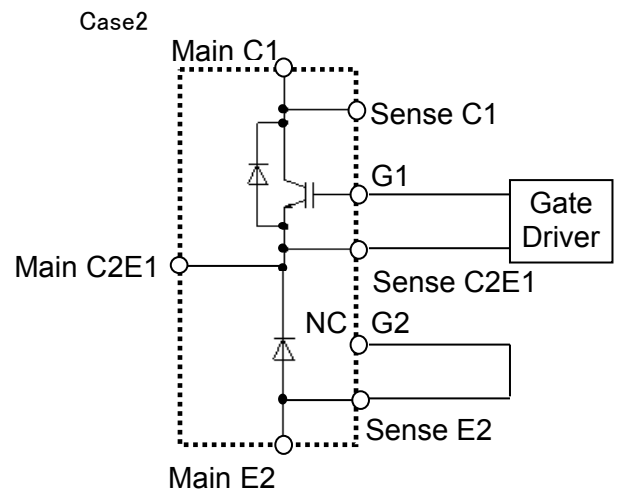 Case2
Main C1
Sense C1
G1
Gate
Driver
Main C2E1
Sense C2E1
NC G2
Sense E2
Main E2